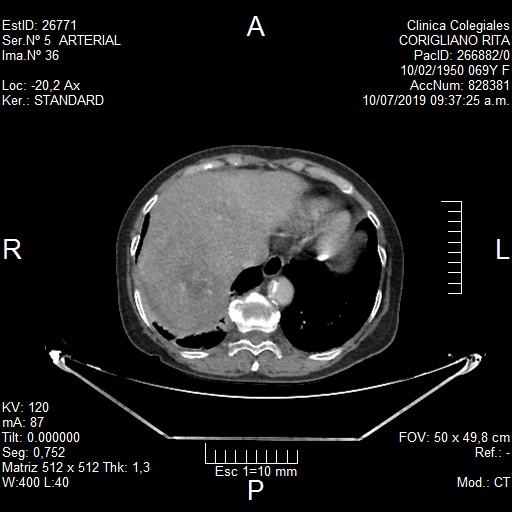 EstID: 26771
Ser.Nº 5 ARTERIAL
Ima.Nº 36
Loc: -20,2 Ax
Ker.: STANDARD
A
Clinica Colegiales
CORIGLIANO RITA
PacID: 266882/0
10/02/1950 069Y F
AccNum: 828381
10/07/2019 09:37:25 a.m.
R
L
KV: 120
mA: 87
Tilt: 0.000000
Seg: 0,752
Matriz 512 x 512 Thk: 1,3
W:400 L:40
Esc 1=10 mm
P
FOV: 50 x 49,8 cm
Ref.: -
Mod.: CT